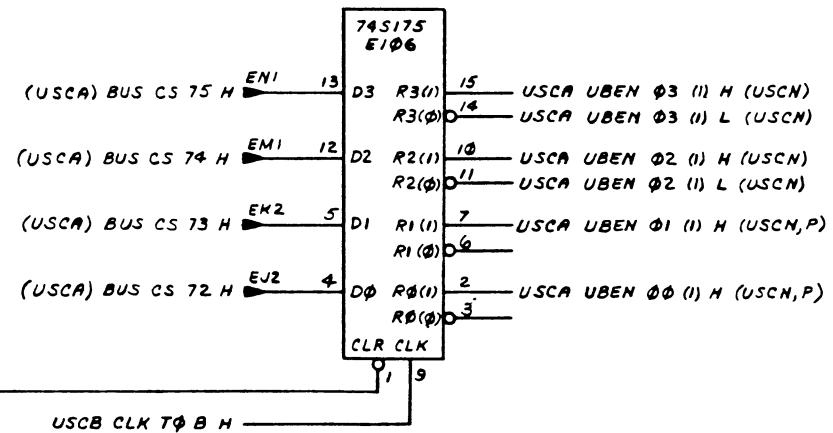 74S175
E1Ø6
(USCA) BUS CS 75 H EN1 13 D3 R3(1) 15 USCA UBEN Ø3 (1) H (USCN)
R3(Ø) 14 USCA UBEN Ø3 (1) L (USCN)
(USCA) BUS CS 74 H EM1 12 D2 R2(1) 1Ø USCA UBEN Ø2 (1) H (USCN)
R2(Ø) 11 USCA UBEN Ø2 (1) L (USCN)
(USCA) BUS CS 73 H EK2 5 D1 R1(1) 7 USCA UBEN Ø1 (1) H (USCN,P)
R1(Ø) 6
(USCA) BUS CS 72 H EJ2 4 DØ RØ(1) 2 USCA UBEN ØØ (1) H (USCN,P)
RØ(Ø) 3
CLR CLK
1 9
USCB CLK TØ B H